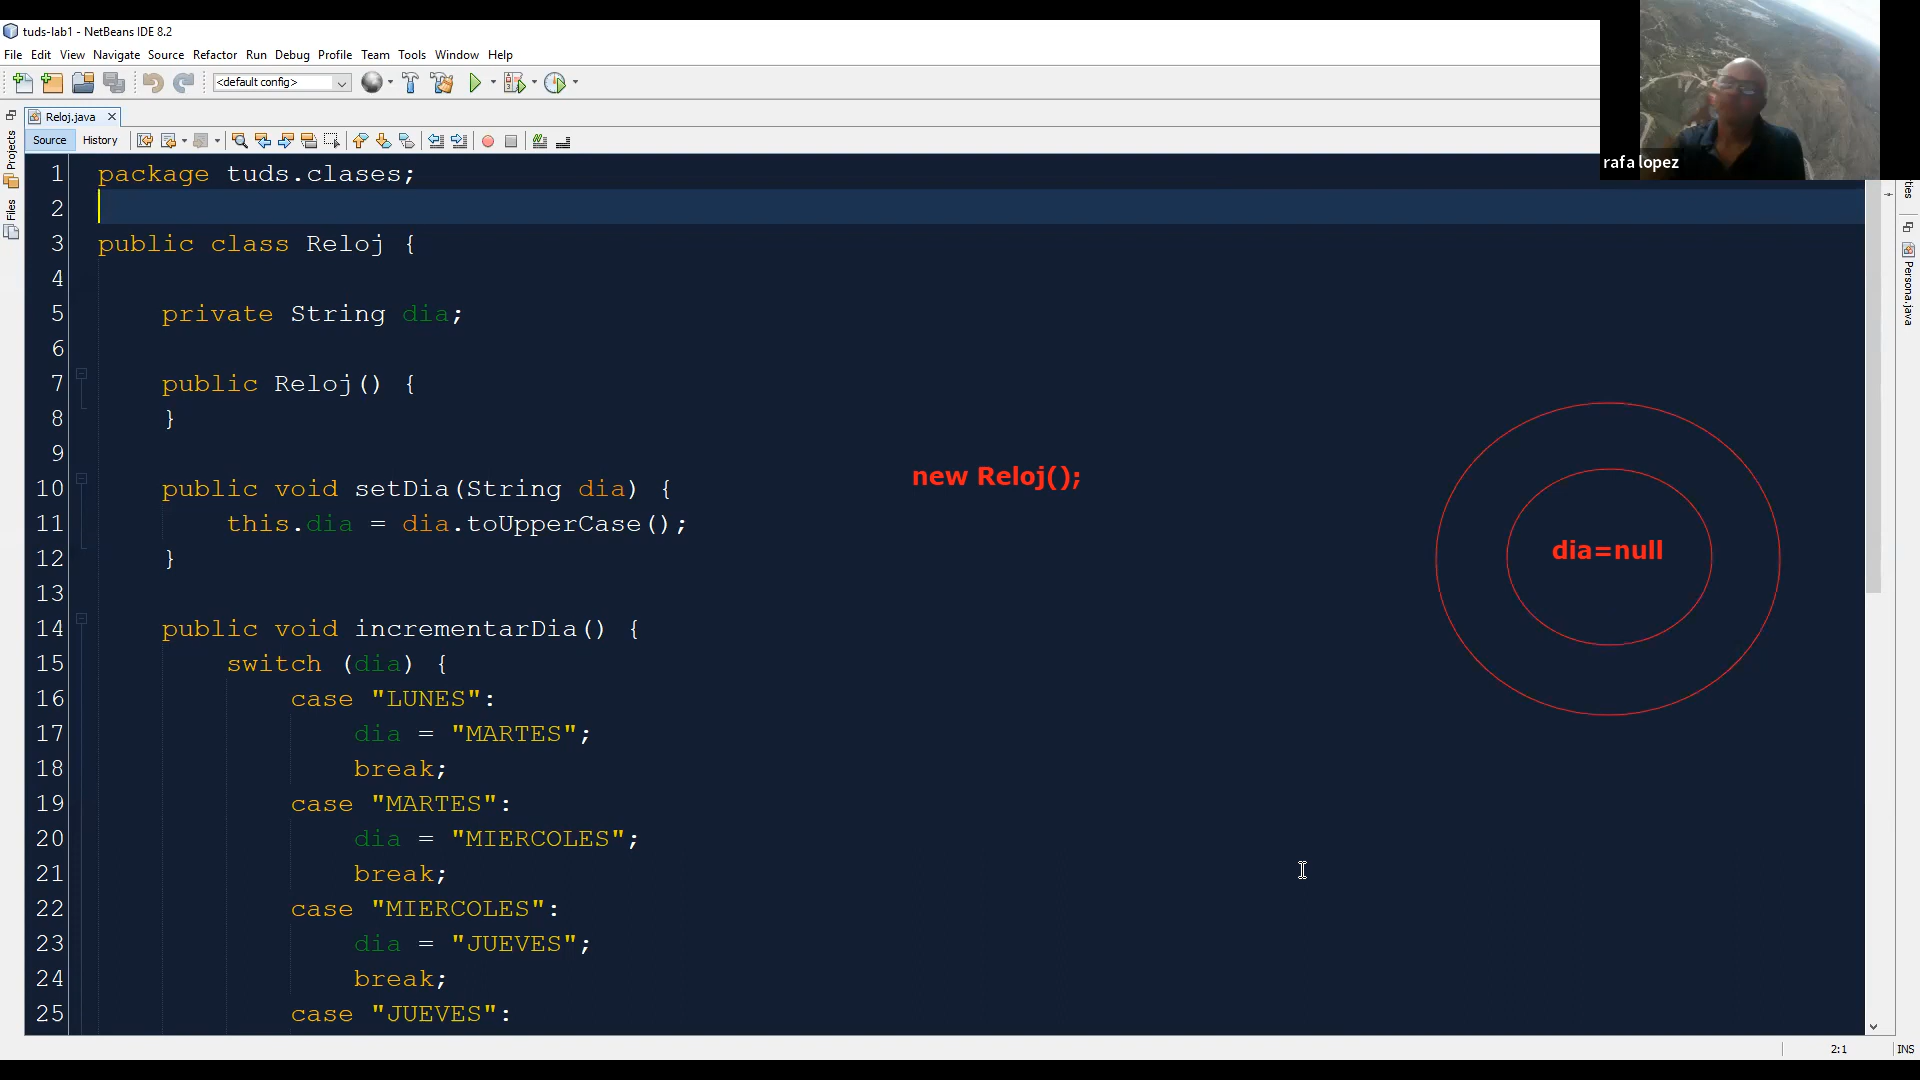 tuds-lab1 - NetBeans IDE 8.2
File Edit View Navigate Source Refactor Run Debug Profile Team Tools Window Help
<default config>
Reloj.java
Source History
rafa lopez
Projects
Files
Persona.java
1 package tuds.clases;
2
3 public class Reloj {
4
5 private String dia;
6
7 public Reloj() {
8 }
9
10 public void setDia(String dia) {
11 this.dia = dia.toUpperCase();
12 }
13
14 public void incrementarDia() {
15 switch (dia) {
16 case "LUNES":
17 dia = "MARTES";
18 break;
19 case "MARTES":
20 dia = "MIERCOLES";
21 break;
22 case "MIERCOLES":
23 dia = "JUEVES";
24 break;
25 case "JUEVES":
new Reloj();
dia=null
2:1 INS